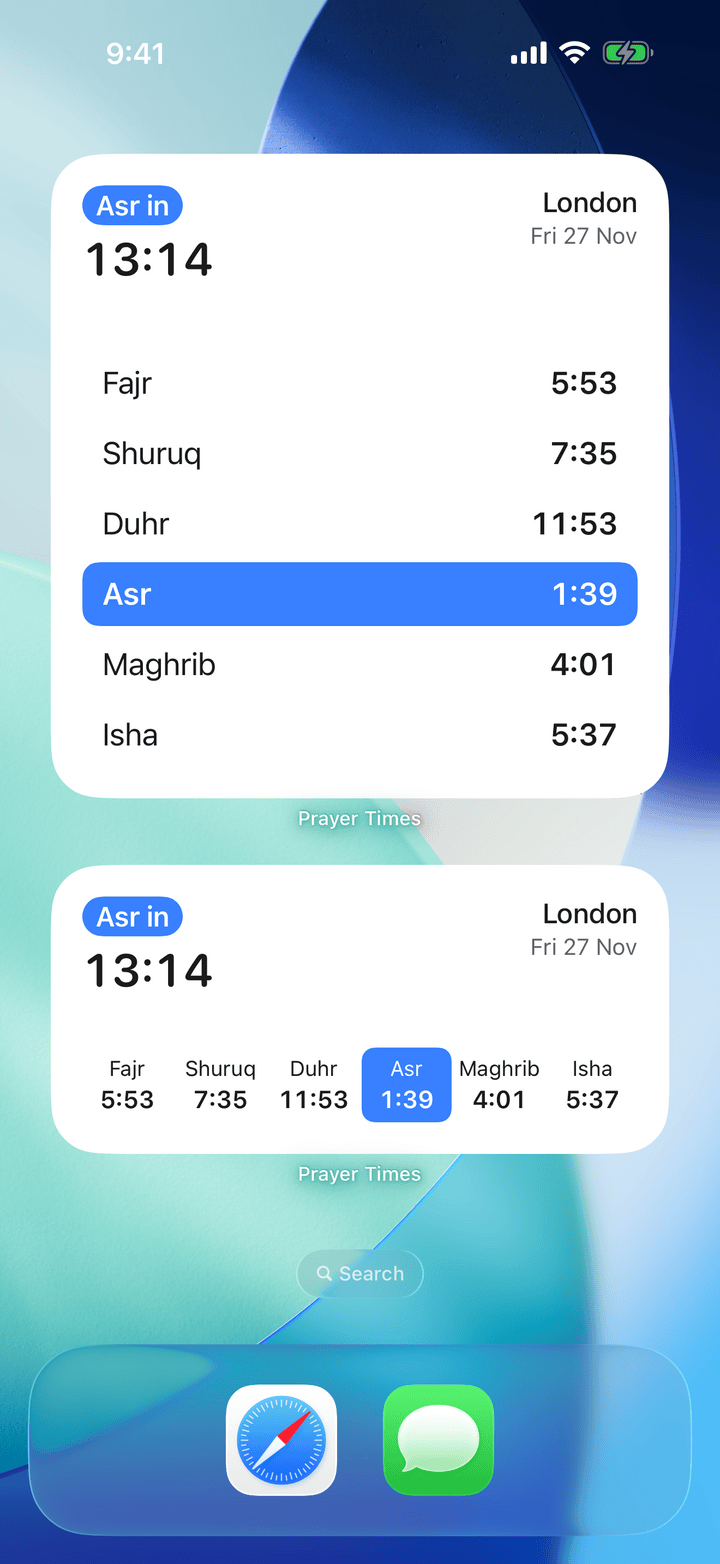 9:41
Asr in
London
13:14
Fri 27 Nov
Fajr 5:53
Shuruq 7:35
Duhr 11:53
Asr 1:39
Maghrib 4:01
Isha 5:37
Prayer Times
Asr in
London
13:14
Fri 27 Nov
Fajr Shuruq Duhr Asr Maghrib Isha
5:53 7:35 11:53 1:39 4:01 5:37
Prayer Times
Search